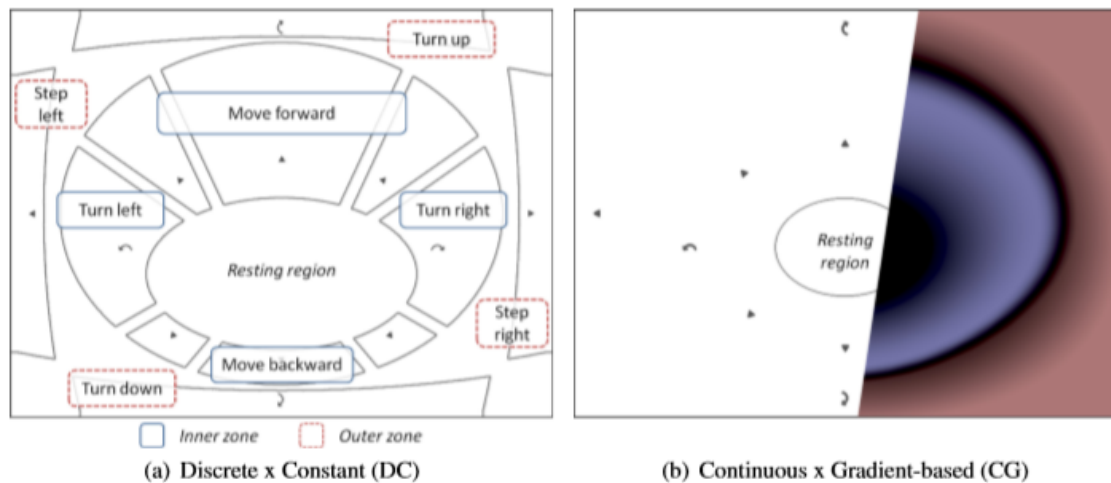 Turn up
Step
left
Move forward
Turn left
Turn right
Resting region
Step
right
Move backward
Turn down
Inner zone
Outer zone
(a) Discrete x Constant (DC)
Resting
region
(b) Continuous x Gradient-based (CG)